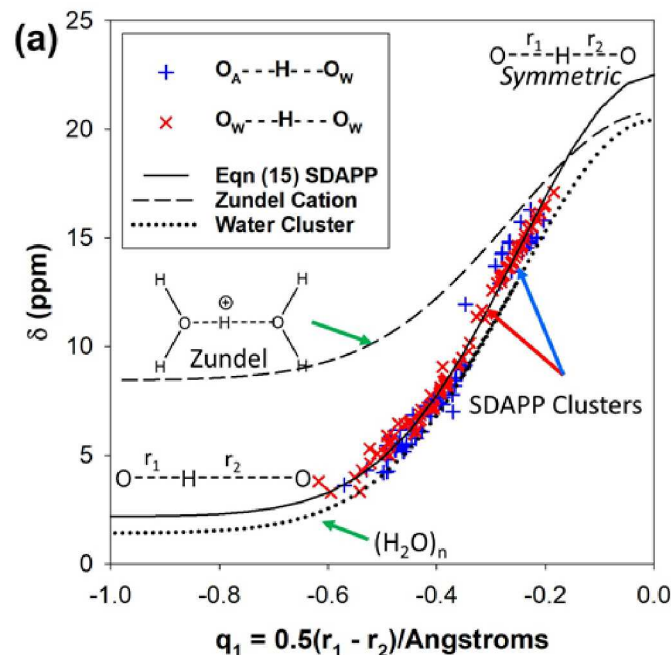 (a)
25
20
15
10
5
0
δ (ppm)
O_A---H---O_W
O_W---H---O_W
Eqn (15) SDAPP
Zundel Cation
Water Cluster
r₁ r₂
O----H----O
Symmetric
H H
⊕
O---H---O
H H
Zundel
SDAPP Clusters
r₁ r₂
O---H------O
(H₂O)ₙ
-1.0 -0.8 -0.6 -0.4 -0.2 0.0
q₁ = 0.5(r₁ - r₂)/Angstroms